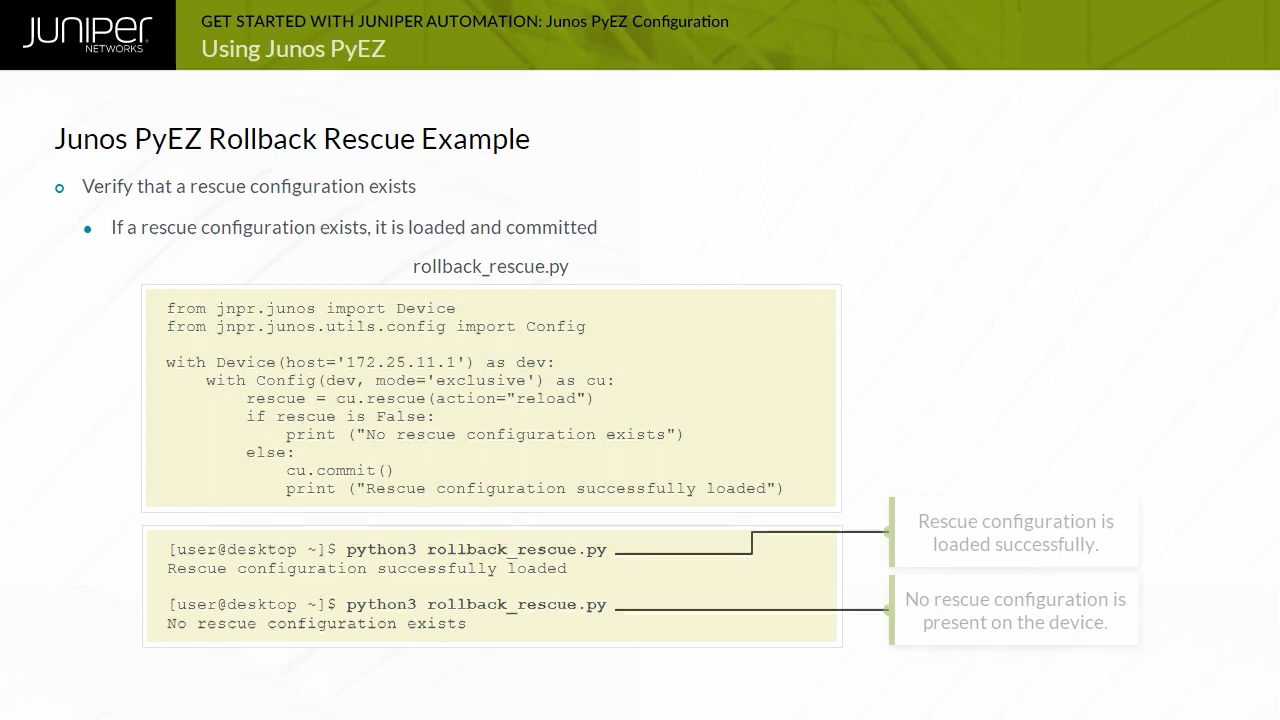 JUNIPER
NETWORKS
GET STARTED WITH JUNIPER AUTOMATION: Junos PyEZ Configuration
Using Junos PyEZ
Junos PyEZ Rollback Rescue Example
Verify that a rescue configuration exists
If a rescue configuration exists, it is loaded and committed
rollback_rescue.py
from jnpr.junos import Device
from jnpr.junos.utils.config import Config
with Device(host='172.25.11.1') as dev:
    with Config(dev, mode='exclusive') as cu:
        rescue = cu.rescue(action="reload")
        if rescue is False:
            print ("No rescue configuration exists")
        else:
            cu.commit()
            print ("Rescue configuration successfully loaded")
[user@desktop ~]$ python3 rollback_rescue.py
Rescue configuration successfully loaded
[user@desktop ~]$ python3 rollback_rescue.py
No rescue configuration exists
Rescue configuration is
loaded successfully.
No rescue configuration is
present on the device.